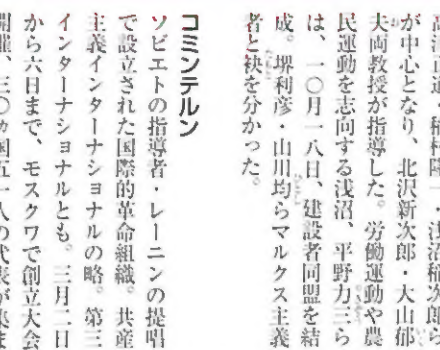 高津正道・稲村隆一・浅沼稲次郎ら
が中心となり、北沢新次郎・大山郁
夫両教授が指導した。労働運動や農
民運動を志向する浅沼、平野力三ら
は、一〇月一八日、建設者同盟を結
成。堺利彦・山川均らマルクス主義
者と袂を分かった。
コミンテルン
ソビエトの指導者・レーニンの提唱
で設立された国際的革命組織。共産
主義インターナショナルの略。第三
インターナショナルとも。三月二日
から六日まで、モスクワで創立大会
開催、三〇ヵ国五一人の代表が集ま